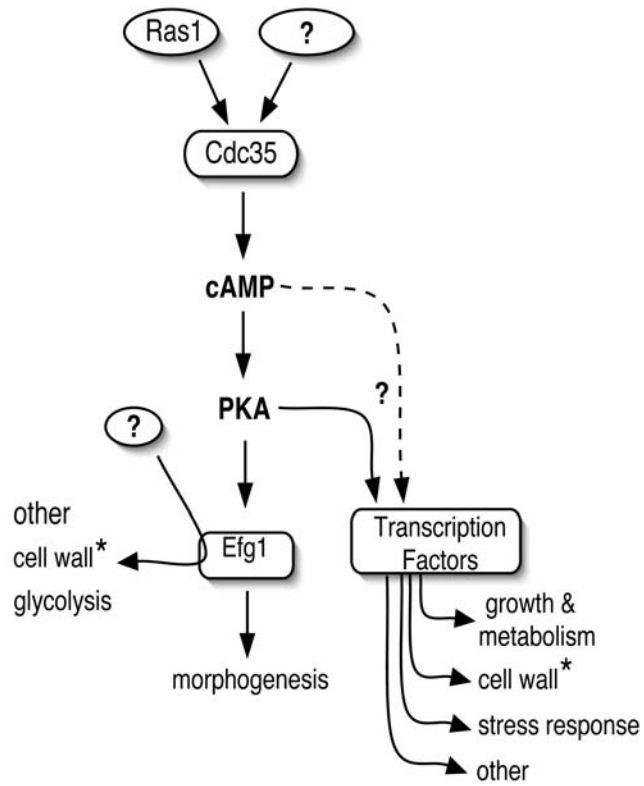 Ras1
?
Cdc35
cAMP
?
PKA
?
other
cell wall*
glycolysis
Efg1
Transcription
Factors
morphogenesis
growth &
metabolism
cell wall*
stress response
other